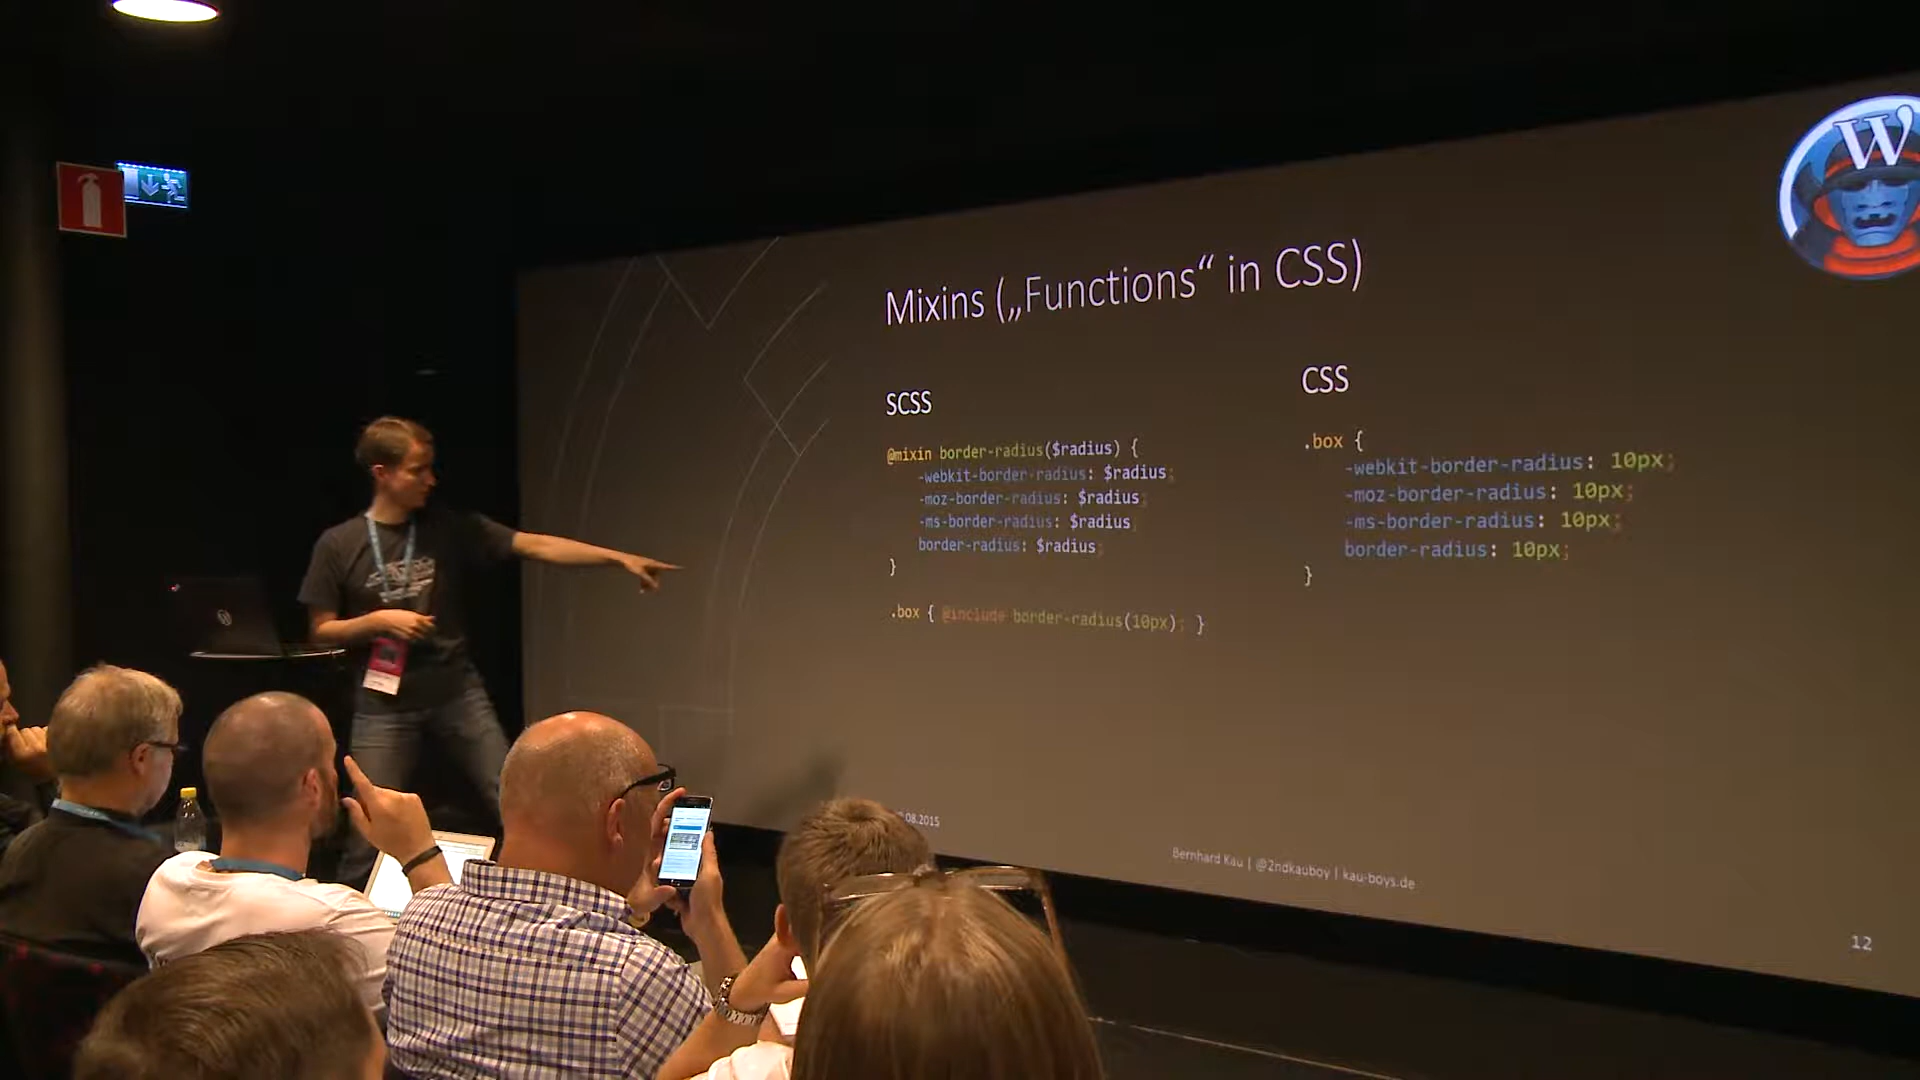 W
Mixins („Functions“ in CSS)
SCSS
@mixin border-radius($radius) {
-webkit-border-radius: $radius;
-moz-border-radius: $radius;
-ms-border-radius: $radius;
border-radius: $radius;
}
.box { @include border-radius(10px); }
CSS
.box {
-webkit-border-radius: 10px;
-moz-border-radius: 10px;
-ms-border-radius: 10px;
border-radius: 10px;
}
.08.2015
Bernhard Kau | @2ndkauboy | kau-boys.de
12